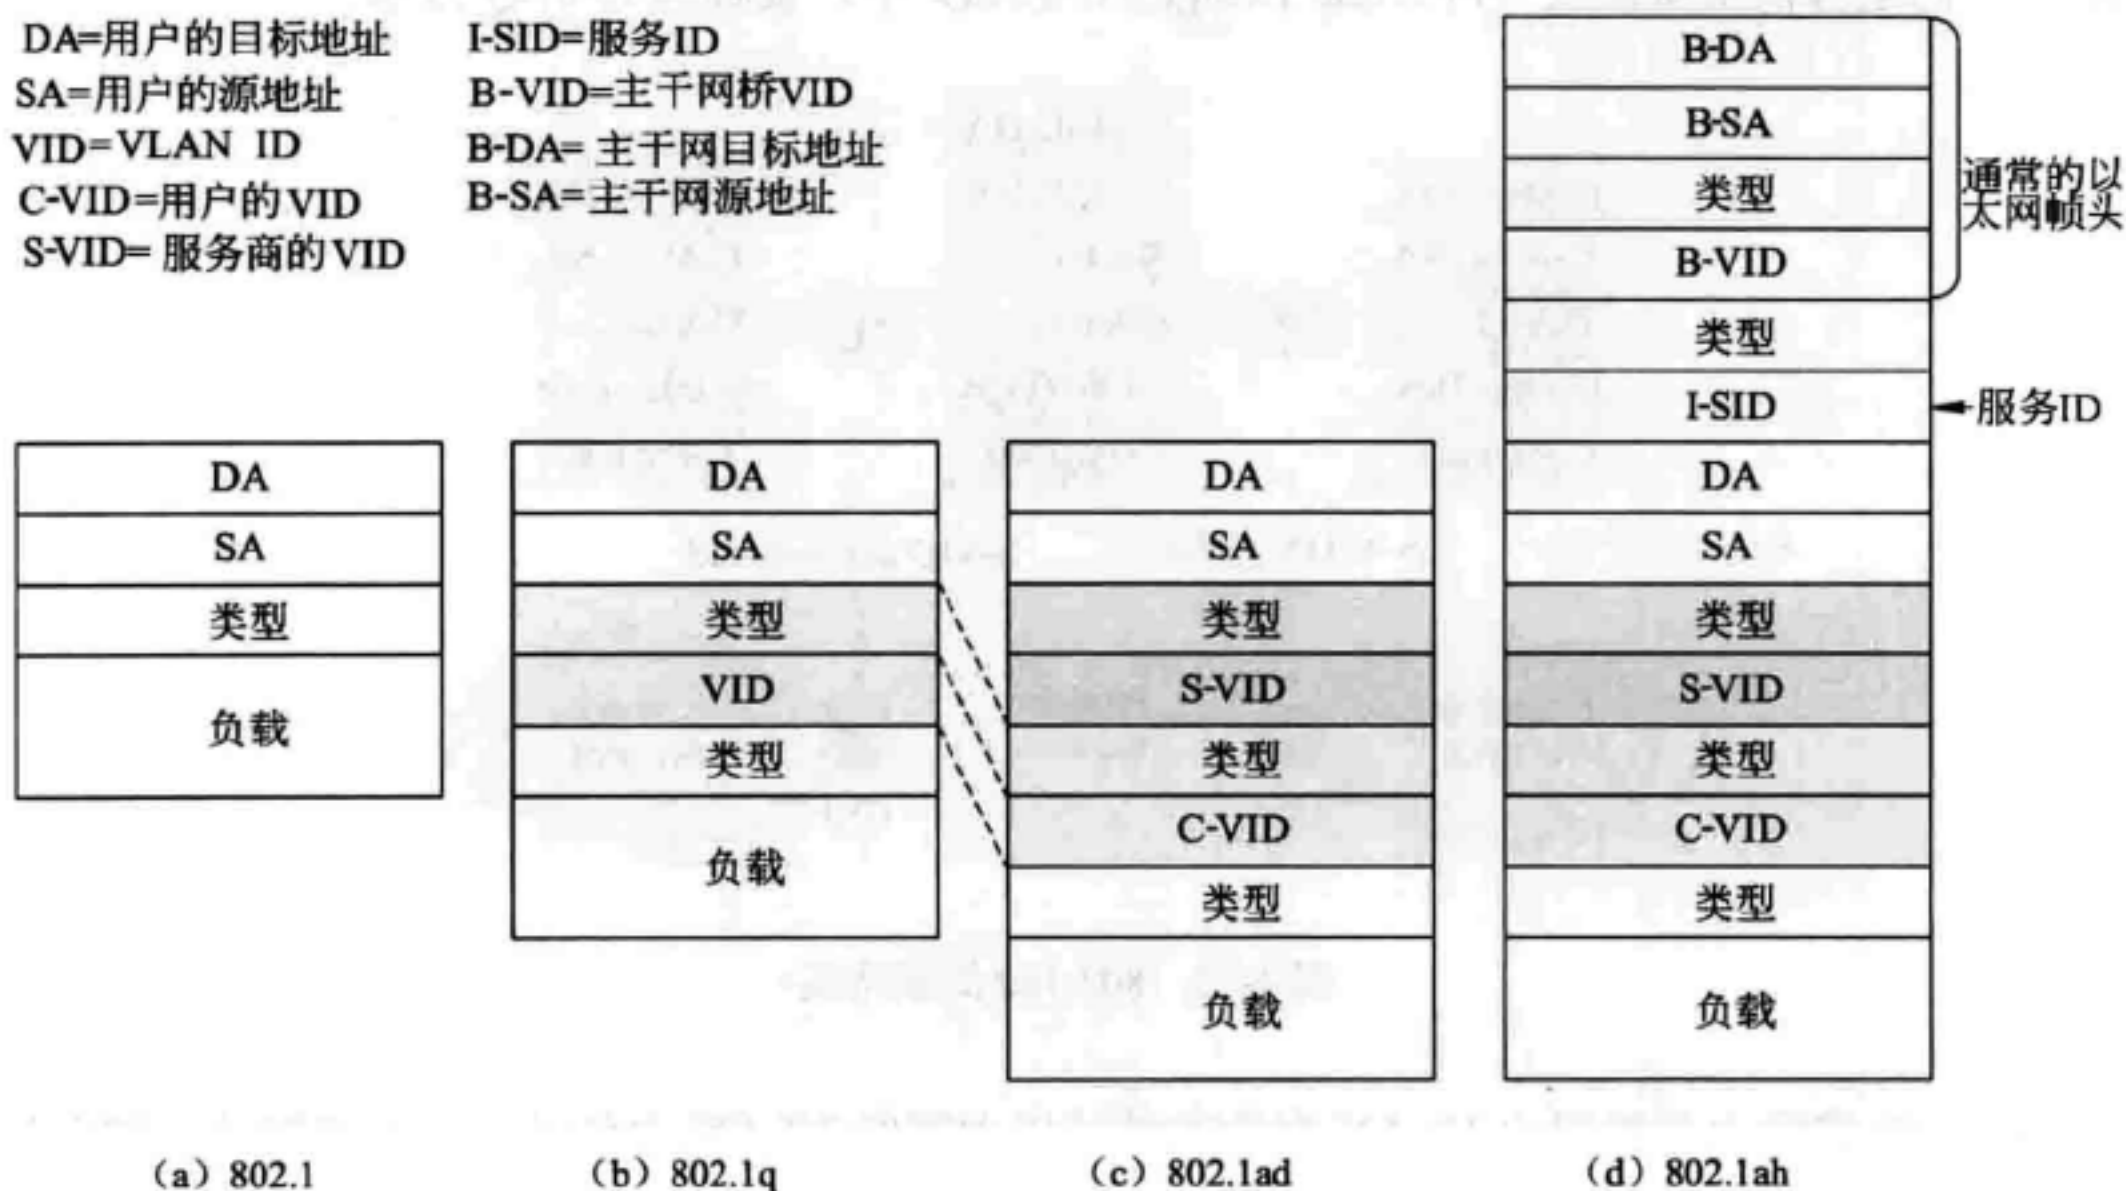 DA=用户的目标地址
SA=用户的源地址
VID=VLAN ID
C-VID=用户的VID
S-VID=服务商的VID
I-SID=服务ID
B-VID=主干网桥VID
B-DA=主干网目标地址
B-SA=主干网源地址
DA
SA
类型
负载
(a) 802.1
DA
SA
类型
VID
类型
负载
(b) 802.1q
DA
SA
类型
S-VID
类型
C-VID
类型
负载
(c) 802.1ad
B-DA
B-SA
类型
B-VID
通常的以
太网帧头
类型
I-SID
服务ID
DA
SA
类型
S-VID
类型
C-VID
类型
负载
(d) 802.1ah